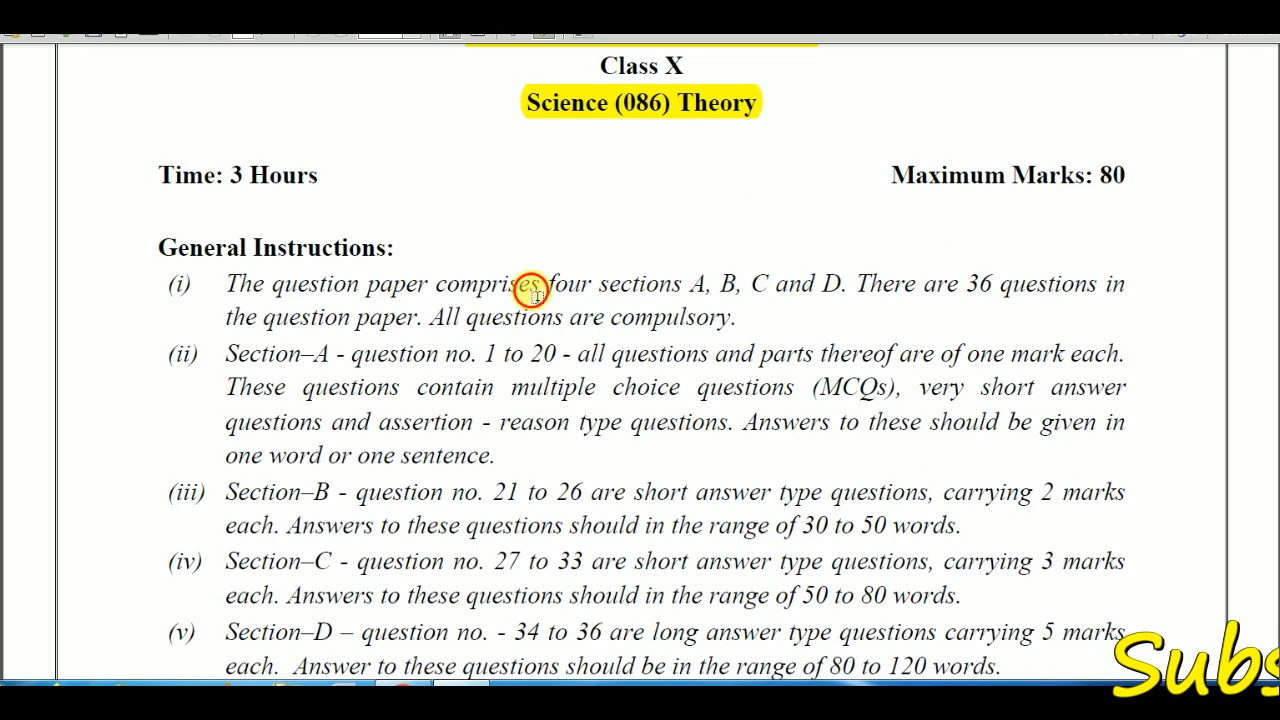 Class X
Science (086) Theory
Time: 3 Hours Maximum Marks: 80
General Instructions:
(i) The question paper comprises four sections A, B, C and D. There are 36 questions in
the question paper. All questions are compulsory.
(ii) Section–A - question no. 1 to 20 - all questions and parts thereof are of one mark each.
These questions contain multiple choice questions (MCQs), very short answer
questions and assertion - reason type questions. Answers to these should be given in
one word or one sentence.
(iii) Section–B - question no. 21 to 26 are short answer type questions, carrying 2 marks
each. Answers to these questions should in the range of 30 to 50 words.
(iv) Section–C - question no. 27 to 33 are short answer type questions, carrying 3 marks
each. Answers to these questions should in the range of 50 to 80 words.
(v) Section–D – question no. - 34 to 36 are long answer type questions carrying 5 marks
each. Answer to these questions should be in the range of 80 to 120 words.
Subs